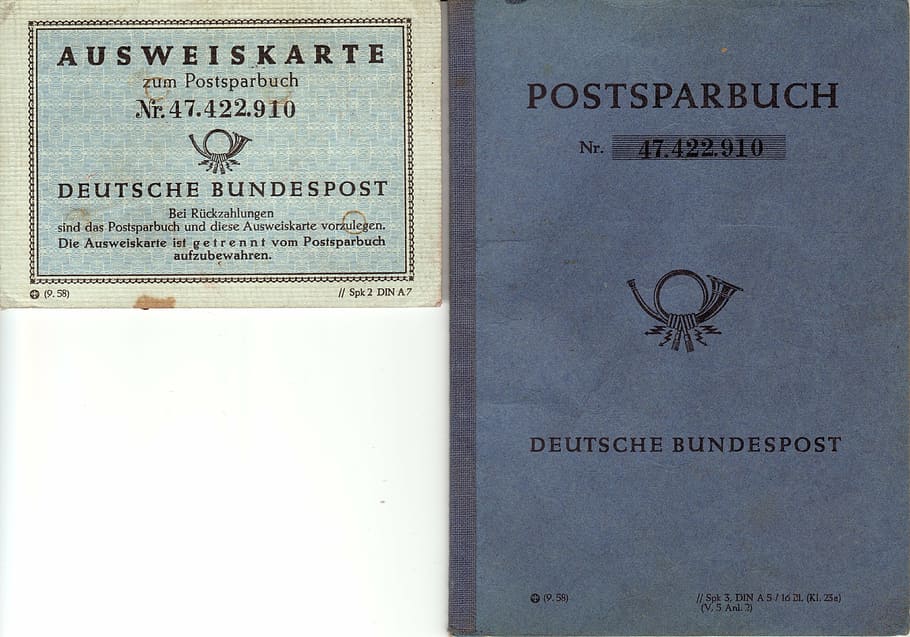 AUSWEISKARTE
zum Postsparbuch
Nr. 47.422.910
DEUTSCHE BUNDESPOST
Bei Rückzahlungen
sind das Postsparbuch und diese Ausweiskarte vorzulegen.
Die Ausweiskarte ist getrennt vom Postsparbuch
aufzubewahren.
(9. 58)
// Spk 2 DIN A 7
POSTSPARBUCH
Nr. 47.422.910
DEUTSCHE BUNDESPOST
(9. 58)
// Spk 3, DIN A 5 / 16 Bl. (Kl. 23a)
(V, 5 Anl. 2)